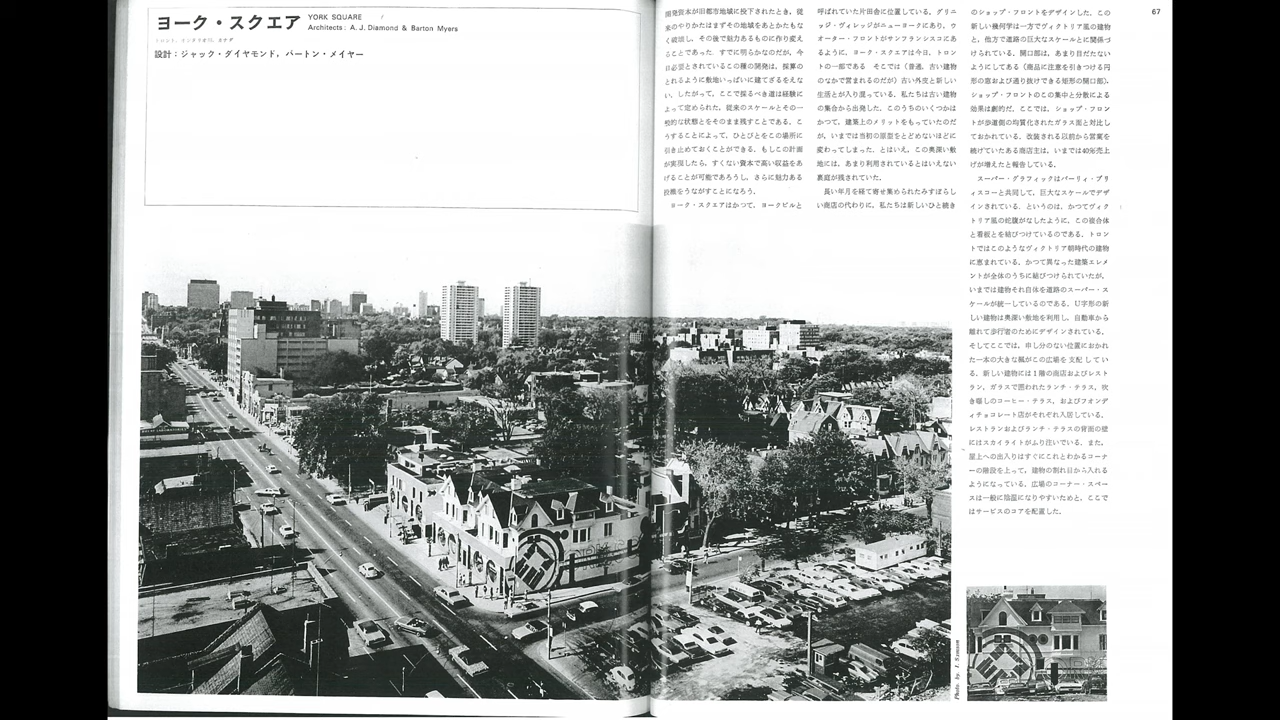 ヨーク・スクエア
YORK SQUARE
Architects: A. J. Diamond & Barton Myers
設計：ジャック・ダイヤモンド，バートン・メイヤー
開発資本が旧都市地域に投下されたとき，従
来のやりかたはまずその地域をあとかたもな
く破壊し，その後で魅力あるものに作り変え
ることであった．すでに明らかなのだが，今
日必要とされているこの種の開発は，採算の
とれるように敷地いっぱいに建てざるをえな
い．したがって，ここで採るべき道は経験に
よって定められた，従来のスケールとその一
般的な状態とをそのまま残すことである．こ
うすることによって，ひとびとをこの場所に
引き止めておくことができる．もしこの計画
が実現したら，すくない資本で高い収益をあ
げることが可能であろうし，さらに魅力ある
投機をうながすことになろう．
ヨーク・スクエアはかつて，ヨークビルと
呼ばれていた片田舎に位置している．グリニ
ッジ・ヴィレッジがニューヨークにあり，ウ
オーター・フロントがサンフランシスコにあ
るように，ヨーク・スクエアは今日，トロン
トの一部である そこでは（普通，古い建物
のなかで営まれるのだが）古い外皮と新しい
生活とが入り混っている．私たちは古い建物
の集合から出発した．このうちのいくつかは
かつて，建築上のメリットをもっていたのだ
が，いまでは当初の原型をとどめないほどに
変わってしまった．とはいえ，この奥深い敷
地には，あまり利用されているとはいえない
裏庭が残されていた．
長い年月を経て寄せ集められたみすぼらし
い商店の代わりに，私たちは新しいひと続き
67
のショップ・フロントをデザインした．この
新しい幾何学は一方でヴィクトリア風の建物
と，他方で道路の巨大なスケールとに関係づ
けられている．開口部は，あまり目だたない
ようにしてある（商品に注意を引きつける円
形の窓および通り抜けできる矩形の開口部）．
ショップ・フロントのこの集中と分散による
効果は劇的だ．ここでは，ショップ・フロン
トが歩道側の均質化されたガラス面と対比し
ておかれている．改装される以前から営業を
続けていたある商店主は，いまでは40%売上
げが増えたと報告している．
スーパー・グラフィックはバーリィ・ブリ
ィスコーと共同して，巨大なスケールでデザ
インされている．というのは，かつてヴィク
トリア風の蛇腹がなしたように，この複合体
と看板とを結びつけているのである．トロン
トではこのようなヴィクトリア朝時代の建物
に恵まれている．かつて異なった建築エレメ
ントが全体のうちに結びつけられていたが，
いまでは建物それ自体を道路のスーパー・ス
ケールが統一しているのである．U字形の新
しい建物は奥深い敷地を利用し，自動車から
離れて歩行者のためにデザインされている．
そしてここでは，申し分のない位置におかれ
た一本の大きな楓がこの広場を支配してい
る．新しい建物には1階の商店およびレスト
ラン，ガラスで囲われたランチ・テラス，吹
き曝しのコーヒー・テラス，およびフォンデ
ィチョコレート店がそれぞれ入居している．
レストランおよびランチ・テラスの背面の壁
にはスカイライトがふり注いでいる．また，
屋上への出入りはすぐにこれとわかるコーナ
ーの階段を上って，建物の割れ目から入れる
ようになっている．広場のコーナー・スペー
スは一般に陰湿になりやすいためと，ここで
はサービスのコアを配置した．
Photo. by. I. Samson